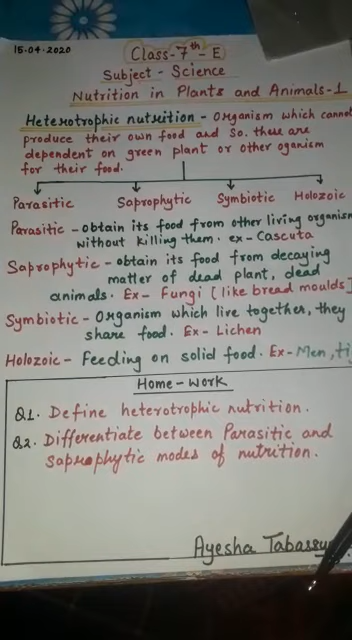 15-04-2020
Class-7th-E
Subject - Science
Nutrition in Plants and Animals-1
Heterotrophic nutrition - Organism which cannot
produce their own food and So. these are
dependent on green plant or other oganism
for their food.
Parasitic Saprophytic Symbiotic Holozoic
Parasitic - obtain its food from other living organism
without killing them. ex- Cascuta
Saprophytic - obtain its food from decaying
matter of dead plant, dead
animals. Ex- Fungi [like bread moulds]
Symbiotic - Organism which live together, they
share food. Ex- Lichen
Holozoic - Feeding on solid food. Ex- Men,
Home-work
Q1. Define heterotrophic nutrition.
Q2. Differentiate between Parasitic and
saprophytic modes of nutrition.
Ayesha